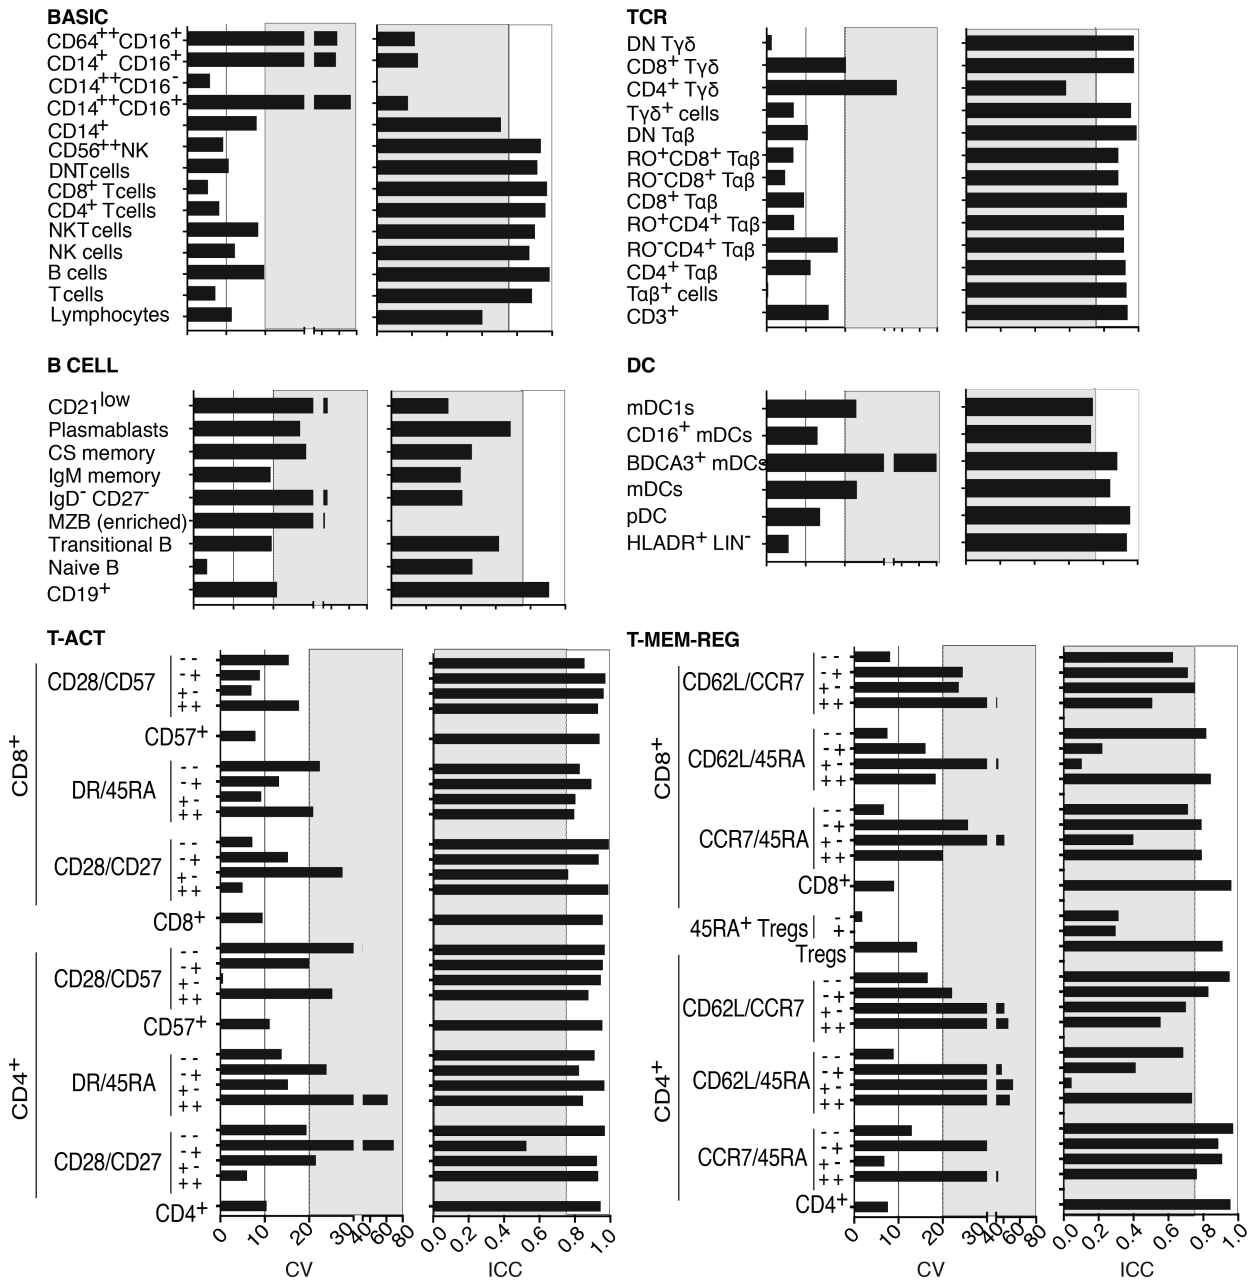 BASIC
CD64++CD16+
CD14+ CD16+
CD14++CD16-
CD14++CD16+
CD14+
CD56++NK
DNTcells
CD8+ Tcells
CD4+ Tcells
NKTcells
NK cells
B cells
Tcells
Lymphocytes
TCR
DN Tγδ
CD8+ Tγδ
CD4+ Tγδ
Tγδ+ cells
DN Tαβ
RO+CD8+ Tαβ
RO-CD8+ Tαβ
CD8+ Tαβ
RO+CD4+ Tαβ
RO-CD4+ Tαβ
CD4+ Tαβ
Tαβ+ cells
CD3+
B CELL
CD21low
Plasmablasts
CS memory
IgM memory
IgD- CD27-
MZB (enriched)
Transitional B
Naive B
CD19+
DC
mDC1s
CD16+ mDCs
BDCA3+ mDCs
mDCs
pDC
HLADR+ LIN-
T-ACT
CD8+
CD28/CD57
- -
- +
+ -
+ +
CD57+
DR/45RA
- -
- +
+ -
+ +
CD28/CD27
- -
- +
+ -
+ +
CD8+
CD4+
CD28/CD57
- -
- +
+ -
+ +
CD57+
DR/45RA
- -
- +
+ -
+ +
CD28/CD27
- -
- +
+ -
+ +
CD4+
0 10 20 30 40 60 80
CV
0.0 0.2 0.4 0.6 0.8 1.0
ICC
T-MEM-REG
CD8+
CD62L/CCR7
- -
- +
+ -
+ +
CD62L/45RA
- -
- +
+ -
+ +
CCR7/45RA
- -
- +
+ -
+ +
CD8+
45RA+ Tregs
-
+
Tregs
CD4+
CD62L/CCR7
- -
- +
+ -
+ +
CD62L/45RA
- -
- +
+ -
+ +
CCR7/45RA
- -
- +
+ -
+ +
CD4+
0 10 20 30 40 60 80
CV
0.0 0.2 0.4 0.6 0.8 1.0
ICC